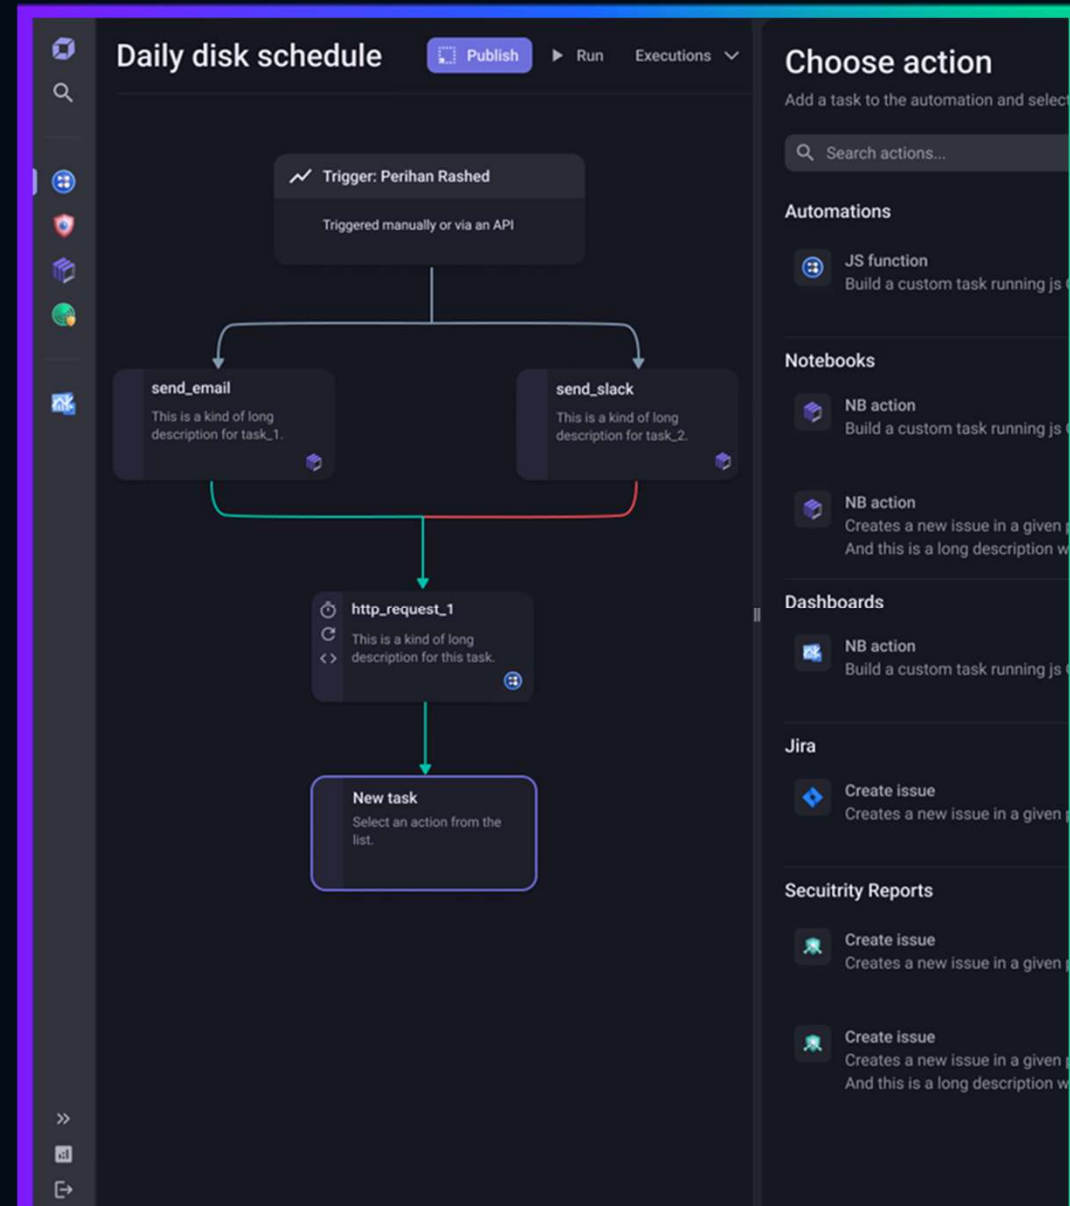 Daily disk schedule
Publish
Run
Executions
Trigger: Perihan Rashed
Triggered manually or via an API
send_email
This is a kind of long
description for task_1.
send_slack
This is a kind of long
description for task_2.
http_request_1
This is a kind of long
description for this task.
New task
Select an action from the
list.
Choose action
Add a task to the automation and select
Search actions...
Automations
JS function
Build a custom task running js
Notebooks
NB action
Build a custom task running js
NB action
Creates a new issue in a given
And this is a long description w
Dashboards
NB action
Build a custom task running js
Jira
Create issue
Creates a new issue in a given
Secuitrity Reports
Create issue
Creates a new issue in a given
Create issue
Creates a new issue in a given
And this is a long description w